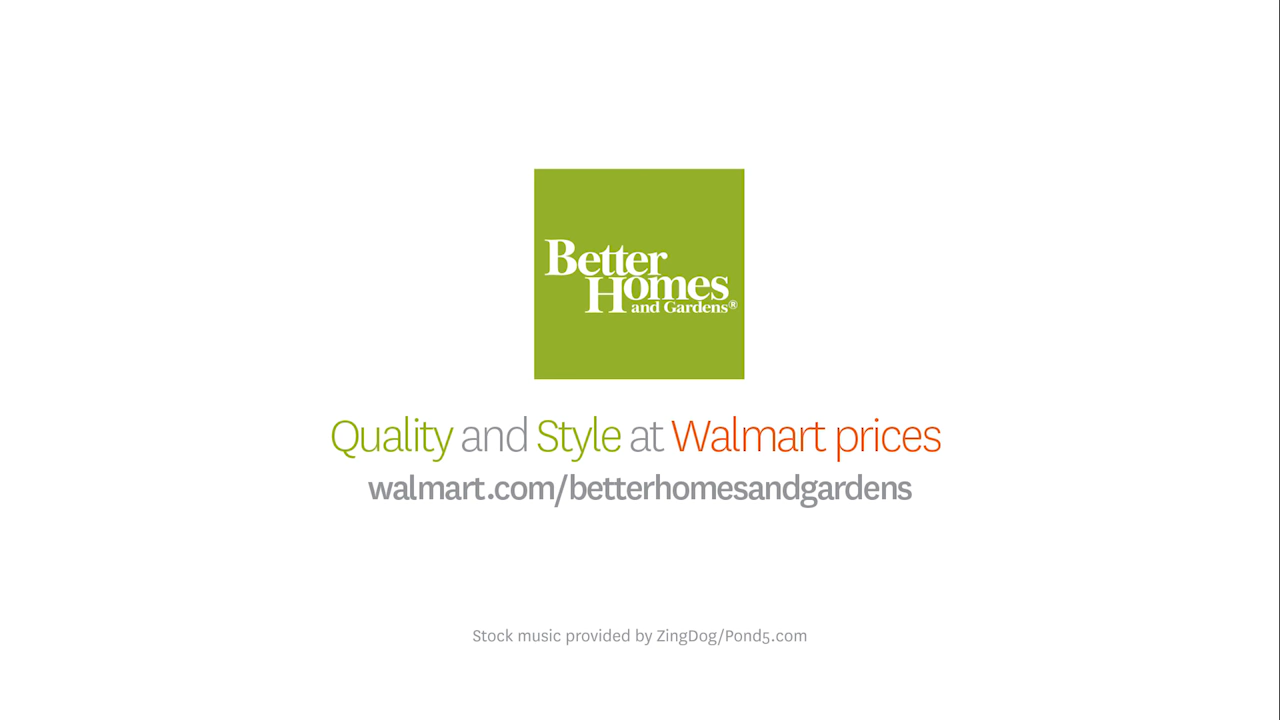 Better
Homes
and Gardens®
Quality and Style at Walmart prices
walmart.com/betterhomesandgardens
Stock music provided by ZingDog/Pond5.com